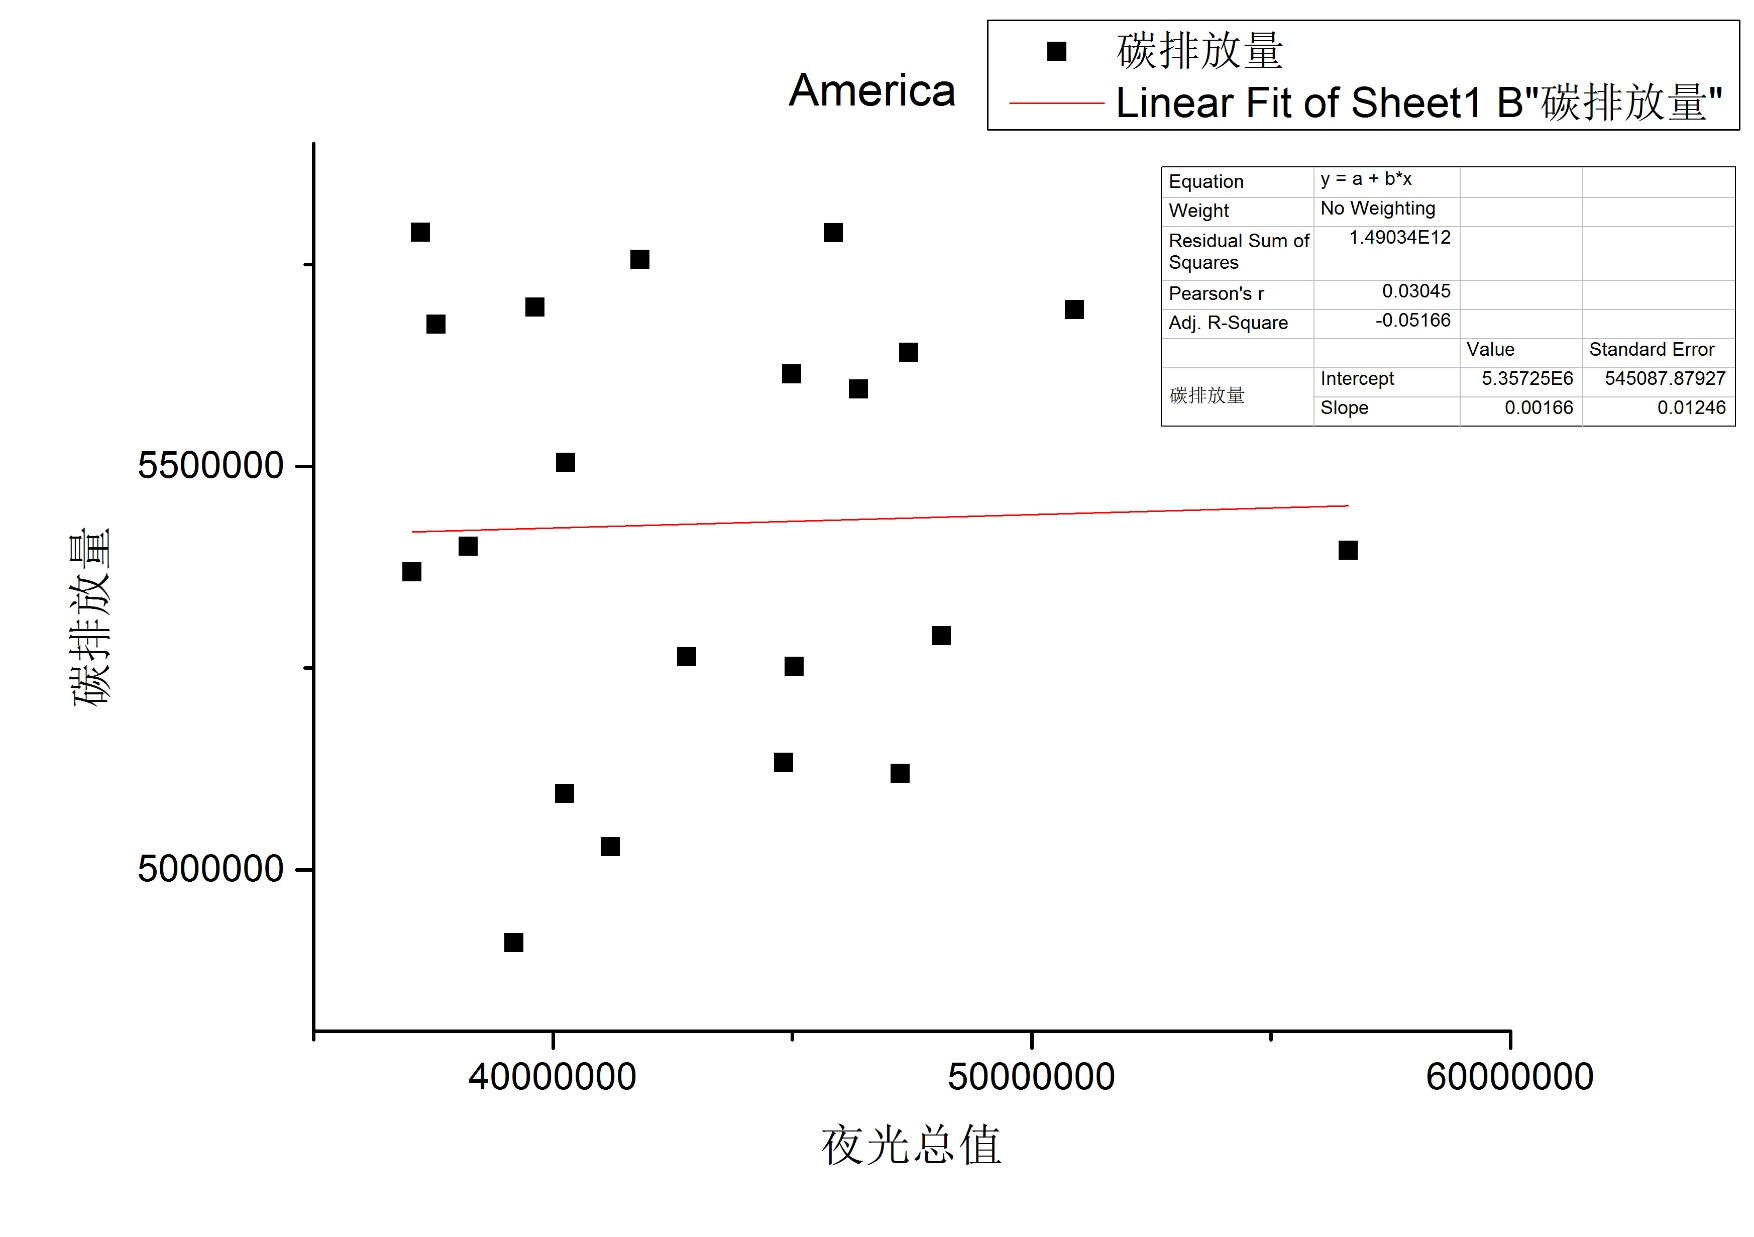 America
碳排放量
Linear Fit of Sheet1 B"碳排放量"
Equation y = a + b*x
Weight No Weighting
Residual Sum of Squares 1.49034E12
Pearson's r 0.03045
Adj. R-Square -0.05166
Value Standard Error
碳排放量 Intercept 5.35725E6 545087.87927
Slope 0.00166 0.01246
5500000
5000000
碳排放量
40000000 50000000 60000000
夜光总值